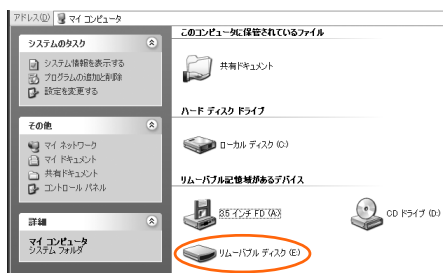 アドレス(D) マイ コンピュータ
システムのタスク
システム情報を表示する
プログラムの追加と削除
設定を変更する
その他
マイ ネットワーク
マイ ドキュメント
共有ドキュメント
コントロール パネル
詳細
マイ コンピュータ
システム フォルダ
このコンピュータに保管されているファイル
共有ドキュメント
ハード ディスク ドライブ
ローカル ディスク (C:)
リムーバブル記憶域があるデバイス
3.5 インチ FD (A:)
CD ドライブ (D:)
リムーバブル ディスク (E:)